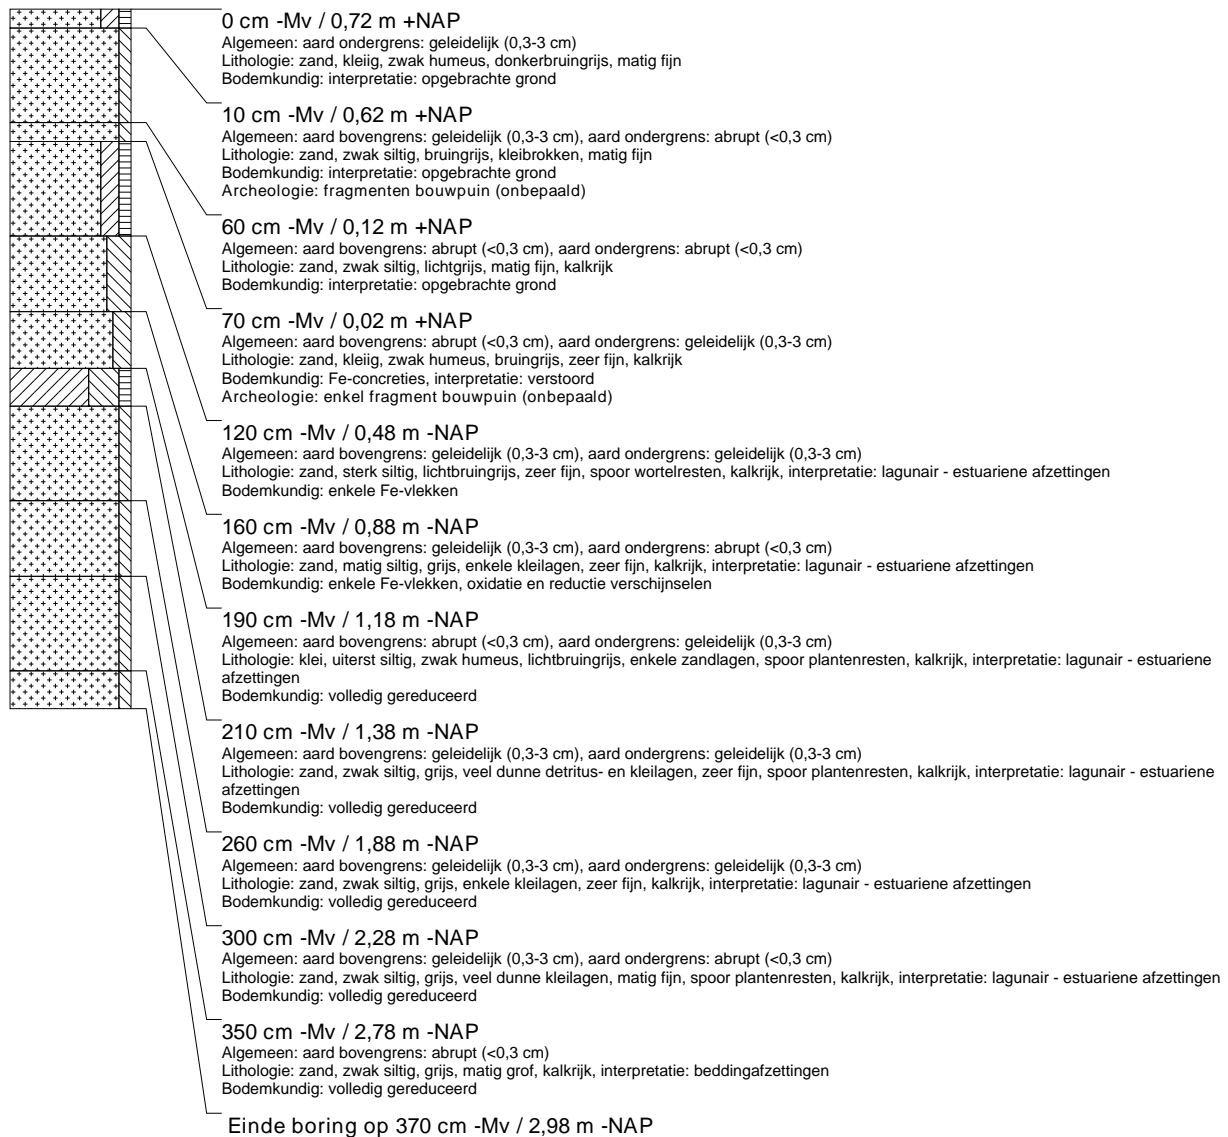 0 cm -Mv / 0,72 m +NAP
Algemeen: aard ondergrens: geleidelijk (0,3-3 cm)
Lithologie: zand, kleiig, zwak humeus, donkerbruingrijs, matig fijn
Bodemkundig: interpretatie: opgebrachte grond
10 cm -Mv / 0,62 m +NAP
Algemeen: aard bovengrens: geleidelijk (0,3-3 cm), aard ondergrens: abrupt (<0,3 cm)
Lithologie: zand, zwak siltig, bruingrijs, kleibrokken, matig fijn
Bodemkundig: interpretatie: opgebrachte grond
Archeologie: fragmenten bouwpuin (onbepaald)
60 cm -Mv / 0,12 m +NAP
Algemeen: aard bovengrens: abrupt (<0,3 cm), aard ondergrens: abrupt (<0,3 cm)
Lithologie: zand, zwak siltig, lichtgrijs, matig fijn, kalkrijk
Bodemkundig: interpretatie: opgebrachte grond
70 cm -Mv / 0,02 m +NAP
Algemeen: aard bovengrens: abrupt (<0,3 cm), aard ondergrens: geleidelijk (0,3-3 cm)
Lithologie: zand, kleiig, zwak humeus, bruingrijs, zeer fijn, kalkrijk
Bodemkundig: Fe-concreties, interpretatie: verstoord
Archeologie: enkel fragment bouwpuin (onbepaald)
120 cm -Mv / 0,48 m -NAP
Algemeen: aard bovengrens: geleidelijk (0,3-3 cm), aard ondergrens: geleidelijk (0,3-3 cm)
Lithologie: zand, sterk siltig, lichtbruingrijs, zeer fijn, spoor wortelresten, kalkrijk, interpretatie: lagunair - estuariene afzettingen
Bodemkundig: enkele Fe-vlekken
160 cm -Mv / 0,88 m -NAP
Algemeen: aard bovengrens: geleidelijk (0,3-3 cm), aard ondergrens: abrupt (<0,3 cm)
Lithologie: zand, matig siltig, grijs, enkele kleilagen, zeer fijn, kalkrijk, interpretatie: lagunair - estuariene afzettingen
Bodemkundig: enkele Fe-vlekken, oxidatie en reductie verschijnselen
190 cm -Mv / 1,18 m -NAP
Algemeen: aard bovengrens: abrupt (<0,3 cm), aard ondergrens: geleidelijk (0,3-3 cm)
Lithologie: klei, uiterst siltig, zwak humeus, lichtbruingrijs, enkele zandlagen, spoor plantenresten, kalkrijk, interpretatie: lagunair - estuariene
afzettingen
Bodemkundig: volledig gereduceerd
210 cm -Mv / 1,38 m -NAP
Algemeen: aard bovengrens: geleidelijk (0,3-3 cm), aard ondergrens: geleidelijk (0,3-3 cm)
Lithologie: zand, zwak siltig, grijs, veel dunne detritus- en kleilagen, zeer fijn, spoor plantenresten, kalkrijk, interpretatie: lagunair - estuariene
afzettingen
Bodemkundig: volledig gereduceerd
260 cm -Mv / 1,88 m -NAP
Algemeen: aard bovengrens: geleidelijk (0,3-3 cm), aard ondergrens: geleidelijk (0,3-3 cm)
Lithologie: zand, zwak siltig, grijs, enkele kleilagen, zeer fijn, kalkrijk, interpretatie: lagunair - estuariene afzettingen
Bodemkundig: volledig gereduceerd
300 cm -Mv / 2,28 m -NAP
Algemeen: aard bovengrens: geleidelijk (0,3-3 cm), aard ondergrens: abrupt (<0,3 cm)
Lithologie: zand, zwak siltig, grijs, veel dunne kleilagen, matig fijn, spoor plantenresten, kalkrijk, interpretatie: lagunair - estuariene afzettingen
Bodemkundig: volledig gereduceerd
350 cm -Mv / 2,78 m -NAP
Algemeen: aard bovengrens: abrupt (<0,3 cm)
Lithologie: zand, zwak siltig, grijs, matig grof, kalkrijk, interpretatie: beddingafzettingen
Bodemkundig: volledig gereduceerd
Einde boring op 370 cm -Mv / 2,98 m -NAP